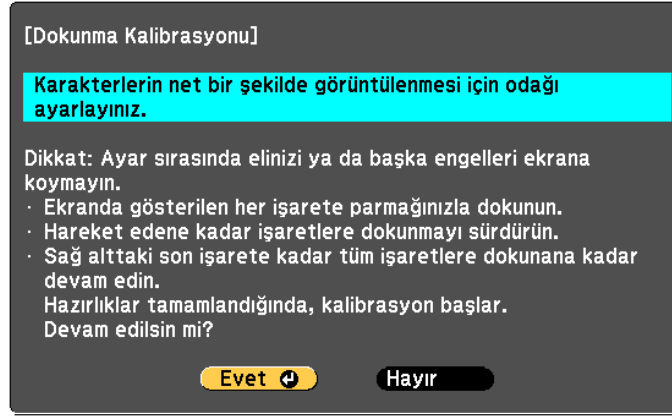 [Dokunma Kalibrasyonu]
Karakterlerin net bir şekilde görüntülenmesi için odağı
ayarlayınız.
Dikkat: Ayar sırasında elinizi ya da başka engelleri ekrana
koymayın.
· Ekranda gösterilen her işarete parmağınızla dokunun.
· Hareket edene kadar işaretlere dokunmayı sürdürün.
· Sağ alttaki son işarete kadar tüm işaretlere dokunana kadar
devam edin.
Hazırlıklar tamamlandığında, kalibrasyon başlar.
Devam edilsin mi?
Evet Hayır